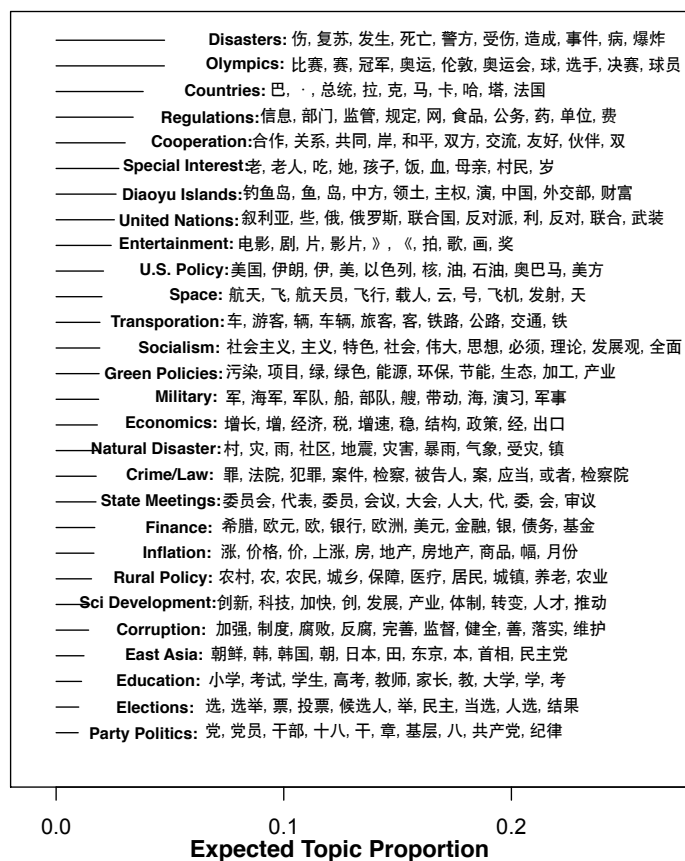 Disasters: 伤, 复苏, 发生, 死亡, 警方, 受伤, 造成, 事件, 病, 爆炸
Olympics: 比赛, 赛, 冠军, 奥运, 伦敦, 奥运会, 球, 选手, 决赛, 球员
Countries: 巴, ·, 总统, 拉, 克, 马, 卡, 哈, 塔, 法国
Regulations: 信息, 部门, 监管, 规定, 网, 食品, 公务, 药, 单位, 费
Cooperation: 合作, 关系, 共同, 岸, 和平, 双方, 交流, 友好, 伙伴, 双
Special Interest: 老, 老人, 吃, 她, 孩子, 饭, 血, 母亲, 村民, 岁
Diaoyu Islands: 钓鱼岛, 鱼, 岛, 中方, 领土, 主权, 演, 中国, 外交部, 财富
United Nations: 叙利亚, 些, 俄, 俄罗斯, 联合国, 反对派, 利, 反对, 联合, 武装
Entertainment: 电影, 剧, 片, 影片, 》, 《, 拍, 歌, 画, 奖
U.S. Policy: 美国, 伊朗, 伊, 美, 以色列, 核, 油, 石油, 奥巴马, 美方
Space: 航天, 飞, 航天员, 飞行, 载人, 云, 号, 飞机, 发射, 天
Transporation: 车, 游客, 辆, 车辆, 旅客, 客, 铁路, 公路, 交通, 铁
Socialism: 社会主义, 主义, 特色, 社会, 伟大, 思想, 必须, 理论, 发展观, 全面
Green Policies: 污染, 项目, 绿, 绿色, 能源, 环保, 节能, 生态, 加工, 产业
Military: 军, 海军, 军队, 船, 部队, 艘, 带动, 海, 演习, 军事
Economics: 增长, 增, 经济, 税, 增速, 稳, 结构, 政策, 经, 出口
Natural Disaster: 村, 灾, 雨, 社区, 地震, 灾害, 暴雨, 气象, 受灾, 镇
Crime/Law: 罪, 法院, 犯罪, 案件, 检察, 被告人, 案, 应当, 或者, 检察院
State Meetings: 委员会, 代表, 委员, 会议, 大会, 人大, 代, 委, 会, 审议
Finance: 希腊, 欧元, 欧, 银行, 欧洲, 美元, 金融, 银, 债务, 基金
Inflation: 涨, 价格, 价, 上涨, 房, 地产, 房地产, 商品, 幅, 月份
Rural Policy: 农村, 农, 农民, 城乡, 保障, 医疗, 居民, 城镇, 养老, 农业
Sci Development: 创新, 科技, 加快, 创, 发展, 产业, 体制, 转变, 人才, 推动
Corruption: 加强, 制度, 腐败, 反腐, 完善, 监督, 健全, 善, 落实, 维护
East Asia: 朝鲜, 韩, 韩国, 朝, 日本, 田, 东京, 本, 首相, 民主党
Education: 小学, 考试, 学生, 高考, 教师, 家长, 教, 大学, 学, 考
Elections: 选, 选举, 票, 投票, 候选人, 举, 民主, 当选, 人选, 结果
Party Politics: 党, 党员, 干部, 十八, 干, 章, 基层, 八, 共产党, 纪律
0.0 0.1 0.2
Expected Topic Proportion